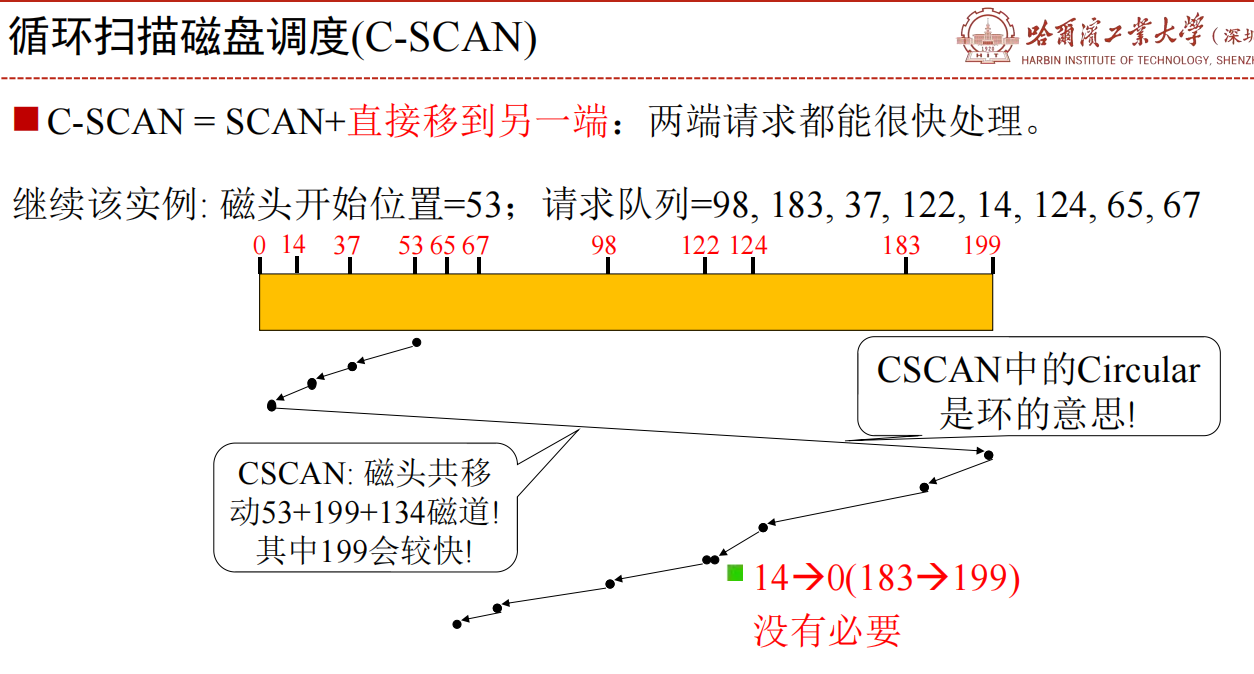 循环扫描磁盘调度(C-SCAN)
哈尔滨工业大学(深圳
1920
HIT
HARBIN INSTITUTE OF TECHNOLOGY, SHENZH
C-SCAN = SCAN+直接移到另一端：两端请求都能很快处理。
继续该实例: 磁头开始位置=53；请求队列=98, 183, 37, 122, 14, 124, 65, 67
0 14 37 53 65 67 98 122 124 183 199
CSCAN中的Circular
是环的意思!
CSCAN: 磁头共移
动53+199+134磁道!
其中199会较快!
14→0(183→199)
没有必要